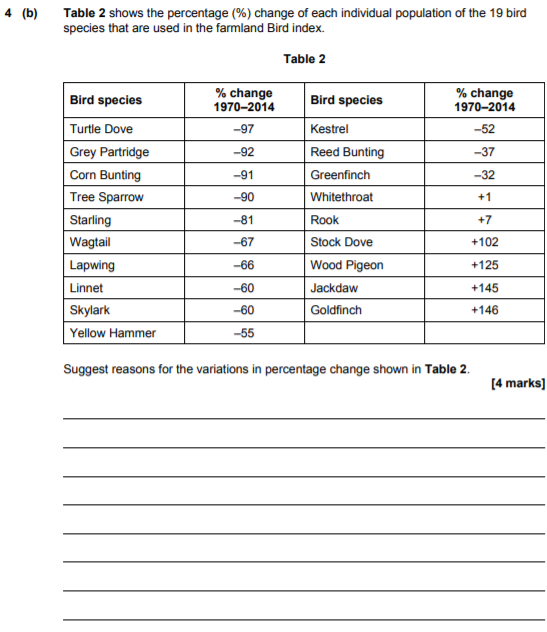 4 (b) Table 2 shows the percentage (%) change of each individual population of the 19 bird
species that are used in the farmland Bird index.
Table 2
Bird species % change 1970–2014 Bird species % change 1970–2014
Turtle Dove –97 Kestrel –52
Grey Partridge –92 Reed Bunting –37
Corn Bunting –91 Greenfinch –32
Tree Sparrow –90 Whitethroat +1
Starling –81 Rook +7
Wagtail –67 Stock Dove +102
Lapwing –66 Wood Pigeon +125
Linnet –60 Jackdaw +145
Skylark –60 Goldfinch +146
Yellow Hammer –55
Suggest reasons for the variations in percentage change shown in Table 2.
[4 marks]